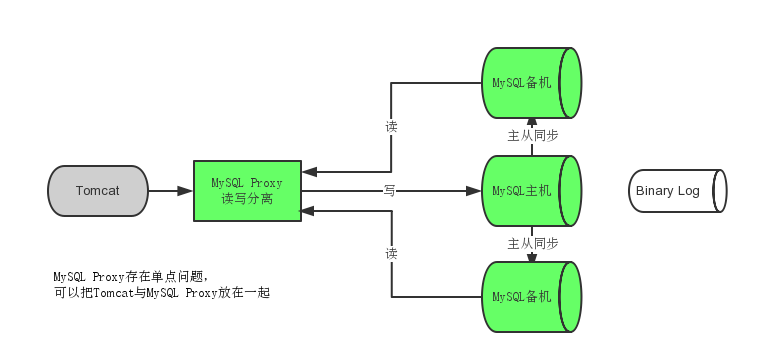 MySQL备机
读
主从同步
Tomcat
MySQL Proxy
读写分离
写
MySQL主机
Binary Log
主从同步
读
MySQL Proxy存在单点问题,
可以把Tomcat与MySQL Proxy放在一起
MySQL备机